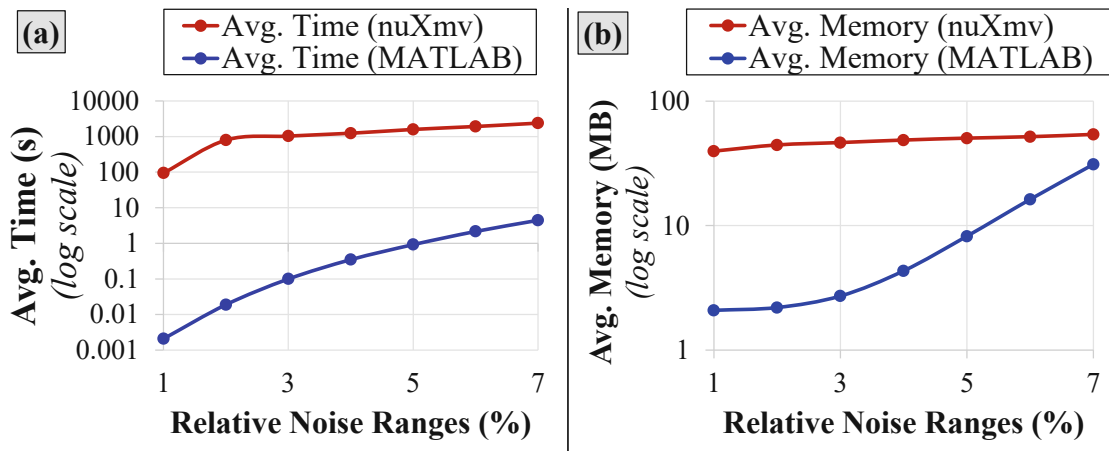 (a)
Avg. Time (nuXmv)
Avg. Time (MATLAB)
10000
1000
100
10
1
0.1
0.01
0.001
Avg. Time (s)
(log scale)
1 3 5 7
Relative Noise Ranges (%)
(b)
Avg. Memory (nuXmv)
Avg. Memory (MATLAB)
100
10
1
Avg. Memory (MB)
(log scale)
1 3 5 7
Relative Noise Ranges (%)